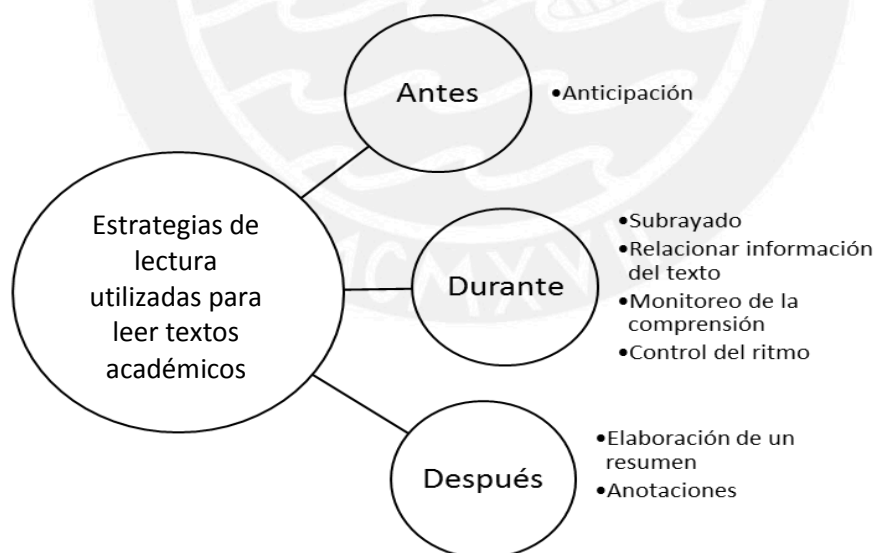 Antes
•Anticipación
Estrategias de
lectura
utilizadas para
leer textos
académicos
Durante
•Subrayado
•Relacionar información
del texto
•Monitoreo de la
comprensión
•Control del ritmo
Después
•Elaboración de un
resumen
•Anotaciones